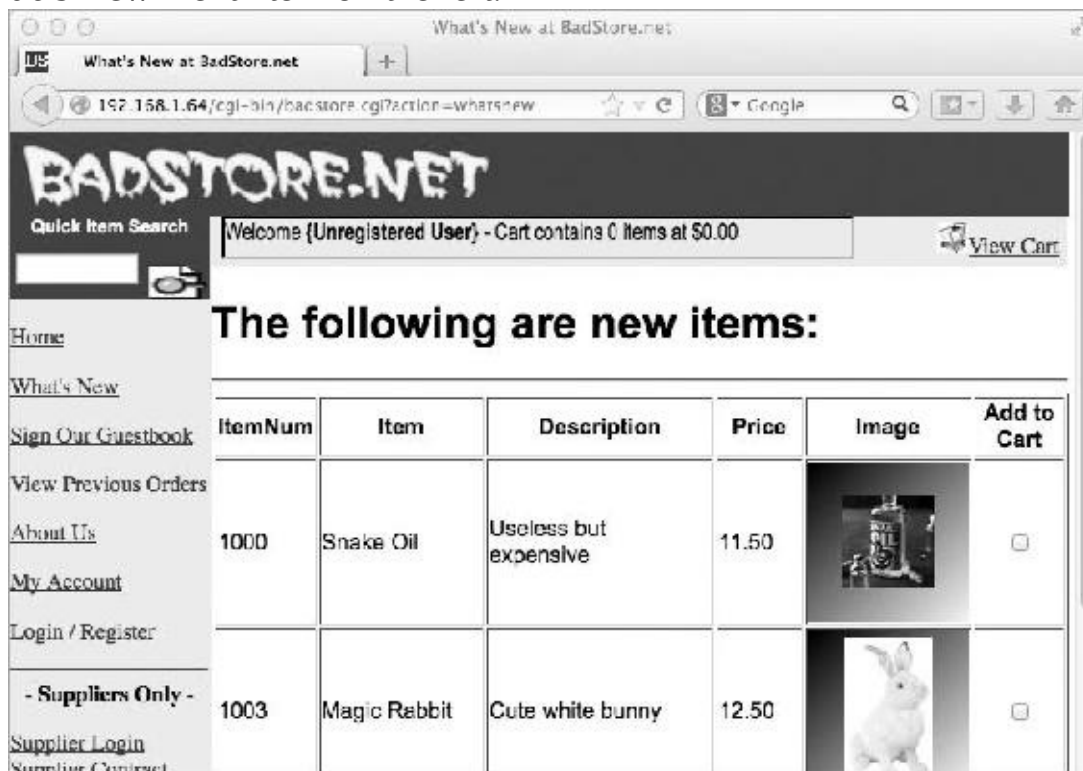 What's New at BadStore.net
What's New at BadStore.net
192.168.1.64/cgi-bin/badstore.cgi?action=whatsnew
Google
BADSTORE.NET
Quick Item Search
Welcome {Unregistered User} - Cart contains 0 items at $0.00
View Cart
The following are new items:
Home
What's New
Sign Our Guestbook
View Previous Orders
About Us
My Account
Login / Register
- Suppliers Only -
Supplier Login
Supplier Contract
ItemNum Item Description Price Image Add to Cart
1000 Snake Oil Useless but expensive 11.50
OIL
1003 Magic Rabbit Cute white bunny 12.50